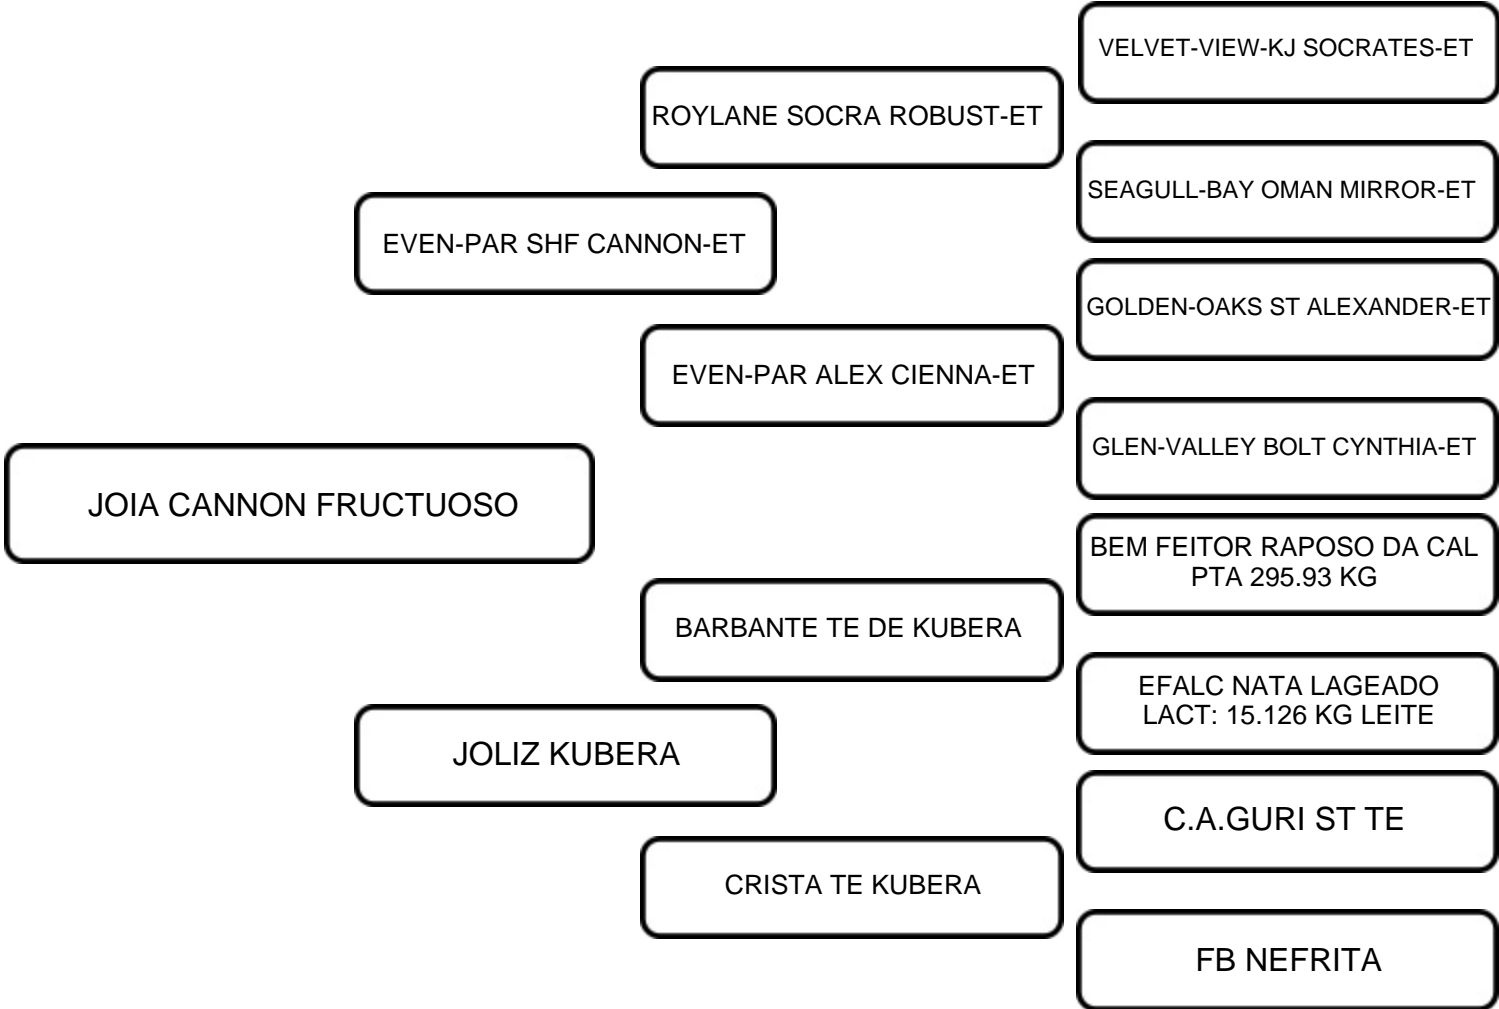 VELVET-VIEW-KJ SOCRATES-ET
ROYLANE SOCRA ROBUST-ET
SEAGULL-BAY OMAN MIRROR-ET
EVEN-PAR SHF CANNON-ET
GOLDEN-OAKS ST ALEXANDER-ET
EVEN-PAR ALEX CIENNA-ET
GLEN-VALLEY BOLT CYNTHIA-ET
JOIA CANNON FRUCTUOSO
BEM FEITOR RAPOSO DA CAL
PTA 295.93 KG
BARBANTE TE DE KUBERA
EFALC NATA LAGEADO
LACT: 15.126 KG LEITE
JOLIZ KUBERA
C.A.GURI ST TE
CRISTA TE KUBERA
FB NEFRITA